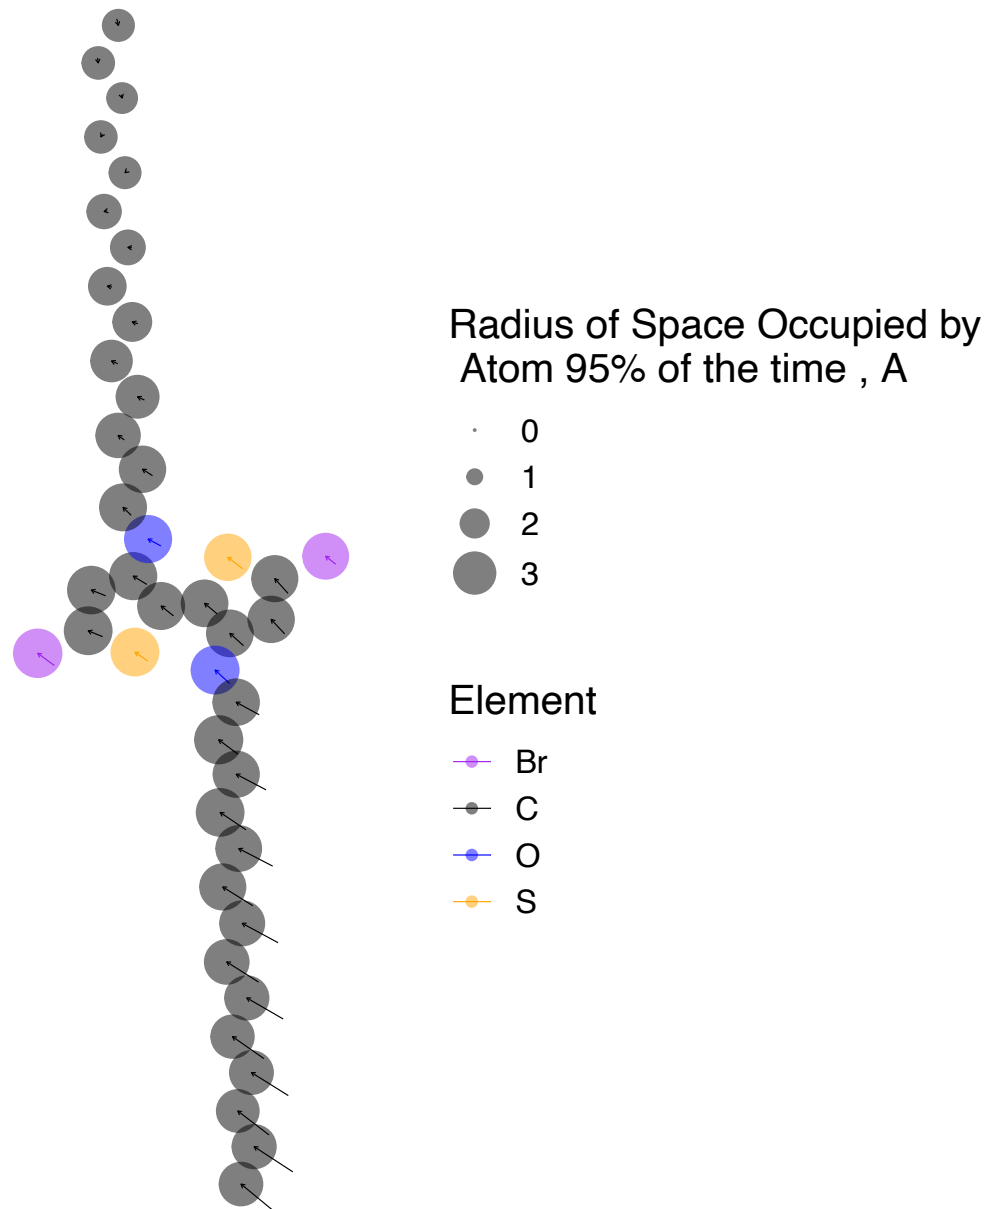 Radius of Space Occupied by
Atom 95% of the time , A
0
1
2
3
Element
Br
C
O
S